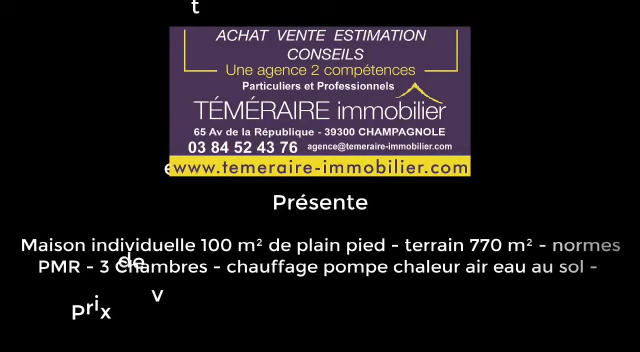 t
ACHAT VENTE ESTIMATION
CONSEILS
Une agence 2 compétences
Particuliers et Professionnels
TÉMÉRAIRE immobilier
65 Av de la République - 39300 CHAMPAGNOLE
03 84 52 43 76 agence@temeraire-immobilier.com
www.temeraire-immobilier.com
Présente
Maison individuelle 100 m² de plain pied - terrain 770 m² - normes
PMR - 3 Chambres - chauffage pompe chaleur air eau au sol -
de
v
Prix